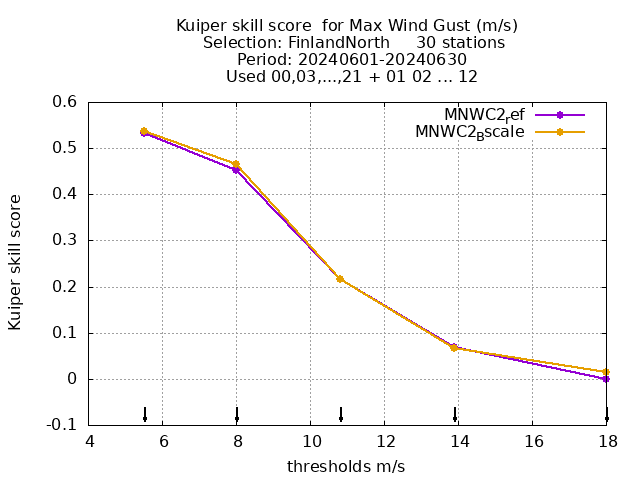 Kuiper skill score  for Max Wind Gust (m/s)
Selection: FinlandNorth     30 stations
Period: 20240601-20240630
Used 00,03,...,21 + 01 02 ... 12
MNWC2_ref
MNWC2_Bscale
0.6
0.5
0.4
0.3
0.2
0.1
0
-0.1
Kuiper skill score
4 6 8 10 12 14 16 18
thresholds m/s